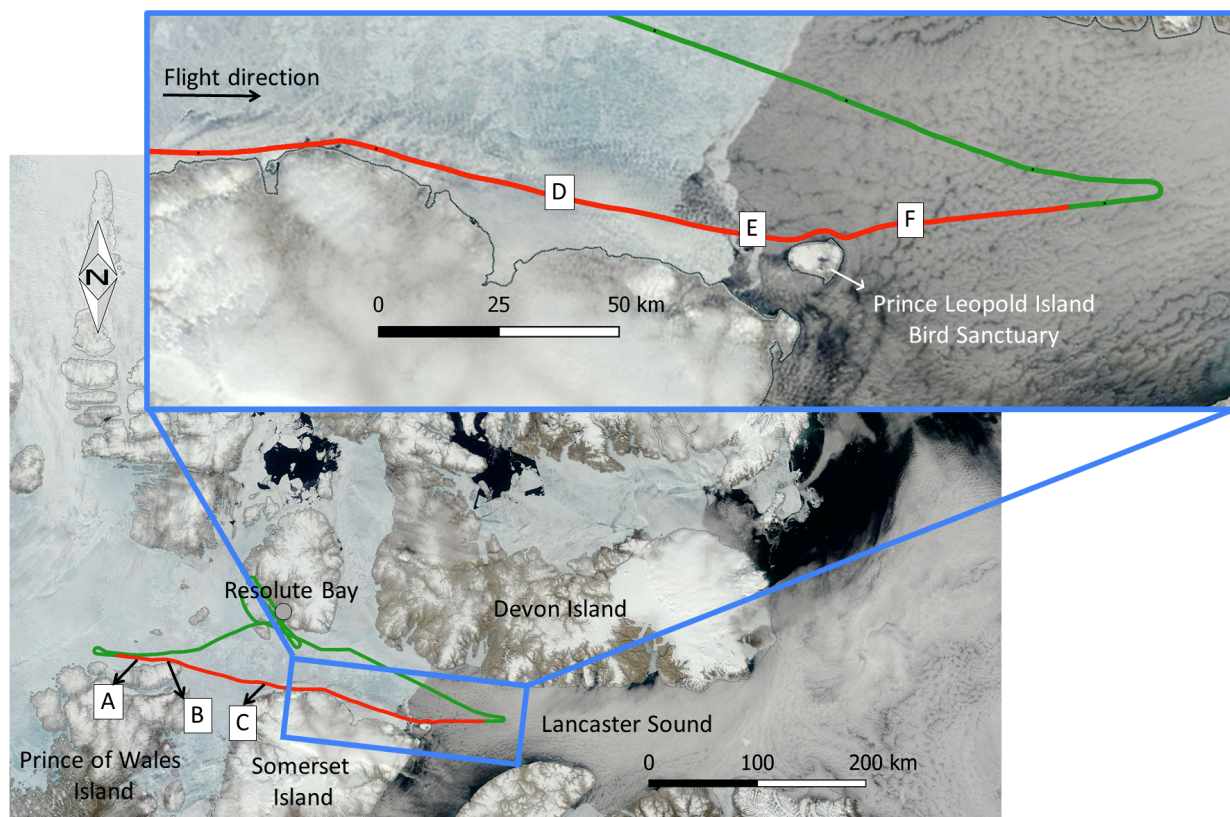 Flight direction
D
E
F
0 25 50 km
Prince Leopold Island
Bird Sanctuary
N
Resolute Bay
Devon Island
A
B
C
Lancaster Sound
Prince of Wales
Island
Somerset
Island
0 100 200 km